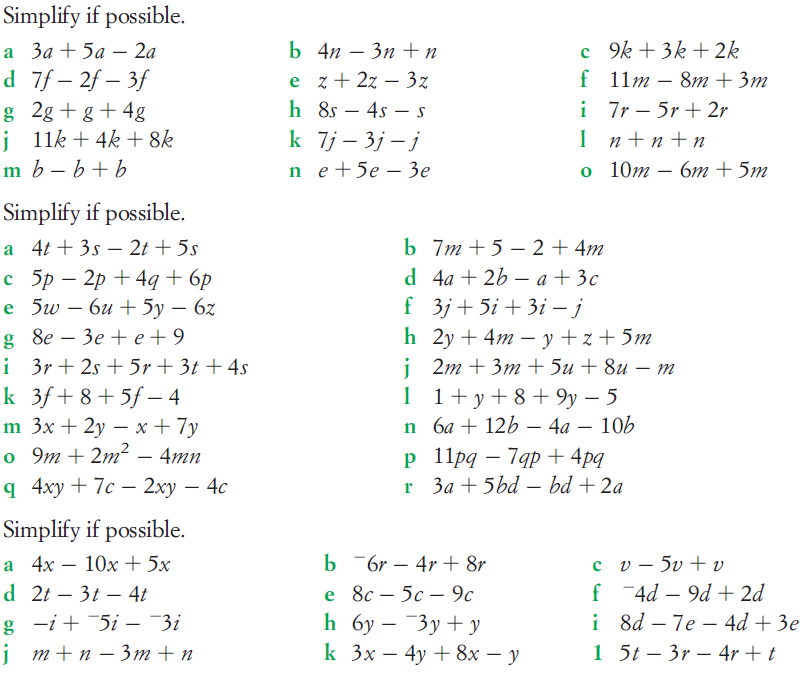 Simplify if possible.
a 3a + 5a – 2a b 4n – 3n + n c 9k + 3k + 2k
d 7f – 2f – 3f e z + 2z – 3z f 11m – 8m + 3m
g 2g + g + 4g h 8s – 4s – s i 7r – 5r + 2r
j 11k + 4k + 8k k 7j – 3j – j l n + n + n
m b – b + b n e + 5e – 3e o 10m – 6m + 5m
Simplify if possible.
a 4t + 3s – 2t + 5s b 7m + 5 – 2 + 4m
c 5p – 2p + 4q + 6p d 4a + 2b – a + 3c
e 5w – 6u + 5y – 6z f 3j + 5i + 3i – j
g 8e – 3e + e + 9 h 2y + 4m – y + z + 5m
i 3r + 2s + 5r + 3t + 4s j 2m + 3m + 5u + 8u – m
k 3f + 8 + 5f – 4 l 1 + y + 8 + 9y – 5
m 3x + 2y – x + 7y n 6a + 12b – 4a – 10b
o 9m + 2m² – 4mn p 11pq – 7qp + 4pq
q 4xy + 7c – 2xy – 4c r 3a + 5bd – bd + 2a
Simplify if possible.
a 4x – 10x + 5x b ⁻6r – 4r + 8r c v – 5v + v
d 2t – 3t – 4t e 8c – 5c – 9c f ⁻4d – 9d + 2d
g –i + ⁻5i – ⁻3i h 6y – ⁻3y + y i 8d – 7e – 4d + 3e
j m + n – 3m + n k 3x – 4y + 8x – y l 5t – 3r – 4r + t